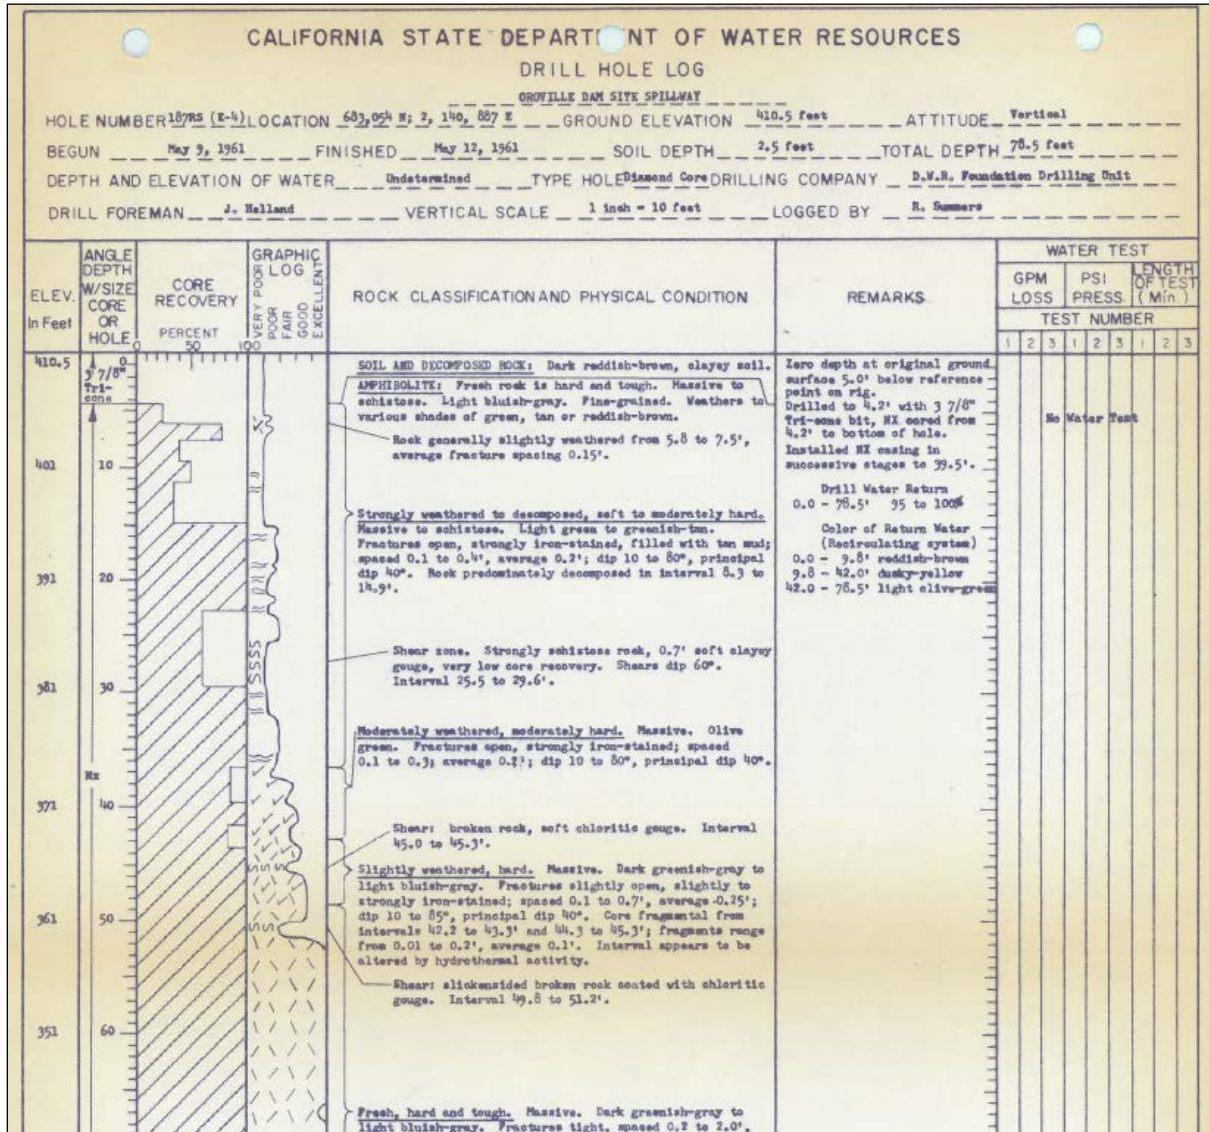 CALIFORNIA STATE DEPART NT OF WATER RESOURCES
DRILL HOLE LOG
OROVILLE DAM SITE SPILLWAY
HOLE NUMBER 187RS (E-4) LOCATION 683,054 N; 2, 140, 887 E GROUND ELEVATION 410.5 feet ATTITUDE Vertical
BEGUN May 9, 1961 FINISHED May 12, 1961 SOIL DEPTH 2.5 feet TOTAL DEPTH 78.5 feet
DEPTH AND ELEVATION OF WATER Undetermined TYPE HOLE Diamond Core DRILLING COMPANY D.W.R. Foundation Drilling Unit
DRILL FOREMAN J. Helland VERTICAL SCALE 1 inch = 10 feet LOGGED BY R. Summers
ELEV.
In Feet
ANGLE
DEPTH
W/SIZE
CORE
OR
HOLE
CORE
RECOVERY
PERCENT
0 50 100
GRAPHIC
LOG
VERY POOR
POOR
FAIR
GOOD
EXCELLENT
ROCK CLASSIFICATION AND PHYSICAL CONDITION
REMARKS
WATER TEST
GPM
LOSS
PSI
PRESS.
LENGTH
OF TEST
(Min.)
TEST NUMBER
1 2 3 1 2 3 1 2 3
410.5
401
391
381
371
361
351
0
3 7/8"
Tri-
cone
10
20
30
Nx
40
50
60
SOIL AND DECOMPOSED ROCK: Dark reddish-brown, clayey soil.
AMPHIBOLITE: Fresh rock is hard and tough. Massive to
schistose. Light bluish-gray. Fine-grained. Weathers to
various shades of green, tan or reddish-brown.
Rock generally slightly weathered from 5.8 to 7.5',
average fracture spacing 0.15'.
Strongly weathered to decomposed, soft to moderately hard.
Massive to schistose. Light green to greenish-tan.
Fractures open, strongly iron-stained, filled with tan mud;
spaced 0.1 to 0.4', average 0.2'; dip 10 to 80°, principal
dip 40°. Rock predominately decomposed in interval 8.3 to
14.9'.
Shear zone. Strongly schistose rock, 0.7' soft clayey
gouge, very low core recovery. Shears dip 60°.
Interval 25.5 to 29.6'.
Moderately weathered, moderately hard. Massive. Olive
green. Fractures open, strongly iron-stained; spaced
0.1 to 0.3; average 0.2'; dip 10 to 80°, principal dip 40°.
Shear: broken rock, soft chloritic gouge. Interval
45.0 to 45.3'.
Slightly weathered, hard. Massive. Dark greenish-gray to
light bluish-gray. Fractures slightly open, slightly to
strongly iron-stained; spaced 0.1 to 0.7', average 0.25';
dip 10 to 85°, principal dip 40°. Core fragmental from
intervals 42.2 to 43.3' and 44.3 to 45.3'; fragments range
from 0.01 to 0.2', average 0.1'. Interval appears to be
altered by hydrothermal activity.
Shear: slickensided broken rock coated with chloritic
gouge. Interval 49.8 to 51.2'.
Fresh, hard and tough. Massive. Dark greenish-gray to
light bluish-gray. Fractures tight, spaced 0.2 to 2.0',
Zero depth at original ground
surface 5.0' below reference
point on rig.
Drilled to 4.2' with 3 7/8"
Tri-cone bit, NX cored from
4.2' to bottom of hole.
Installed NX casing in
successive stages to 39.5'.
Drill Water Return
0.0 - 78.5' 95 to 100%
Color of Return Water
(Recirculating system)
0.0 - 9.8' reddish-brown
9.8 - 42.0' dusky-yellow
42.0 - 78.5' light olive-green
No Water Test